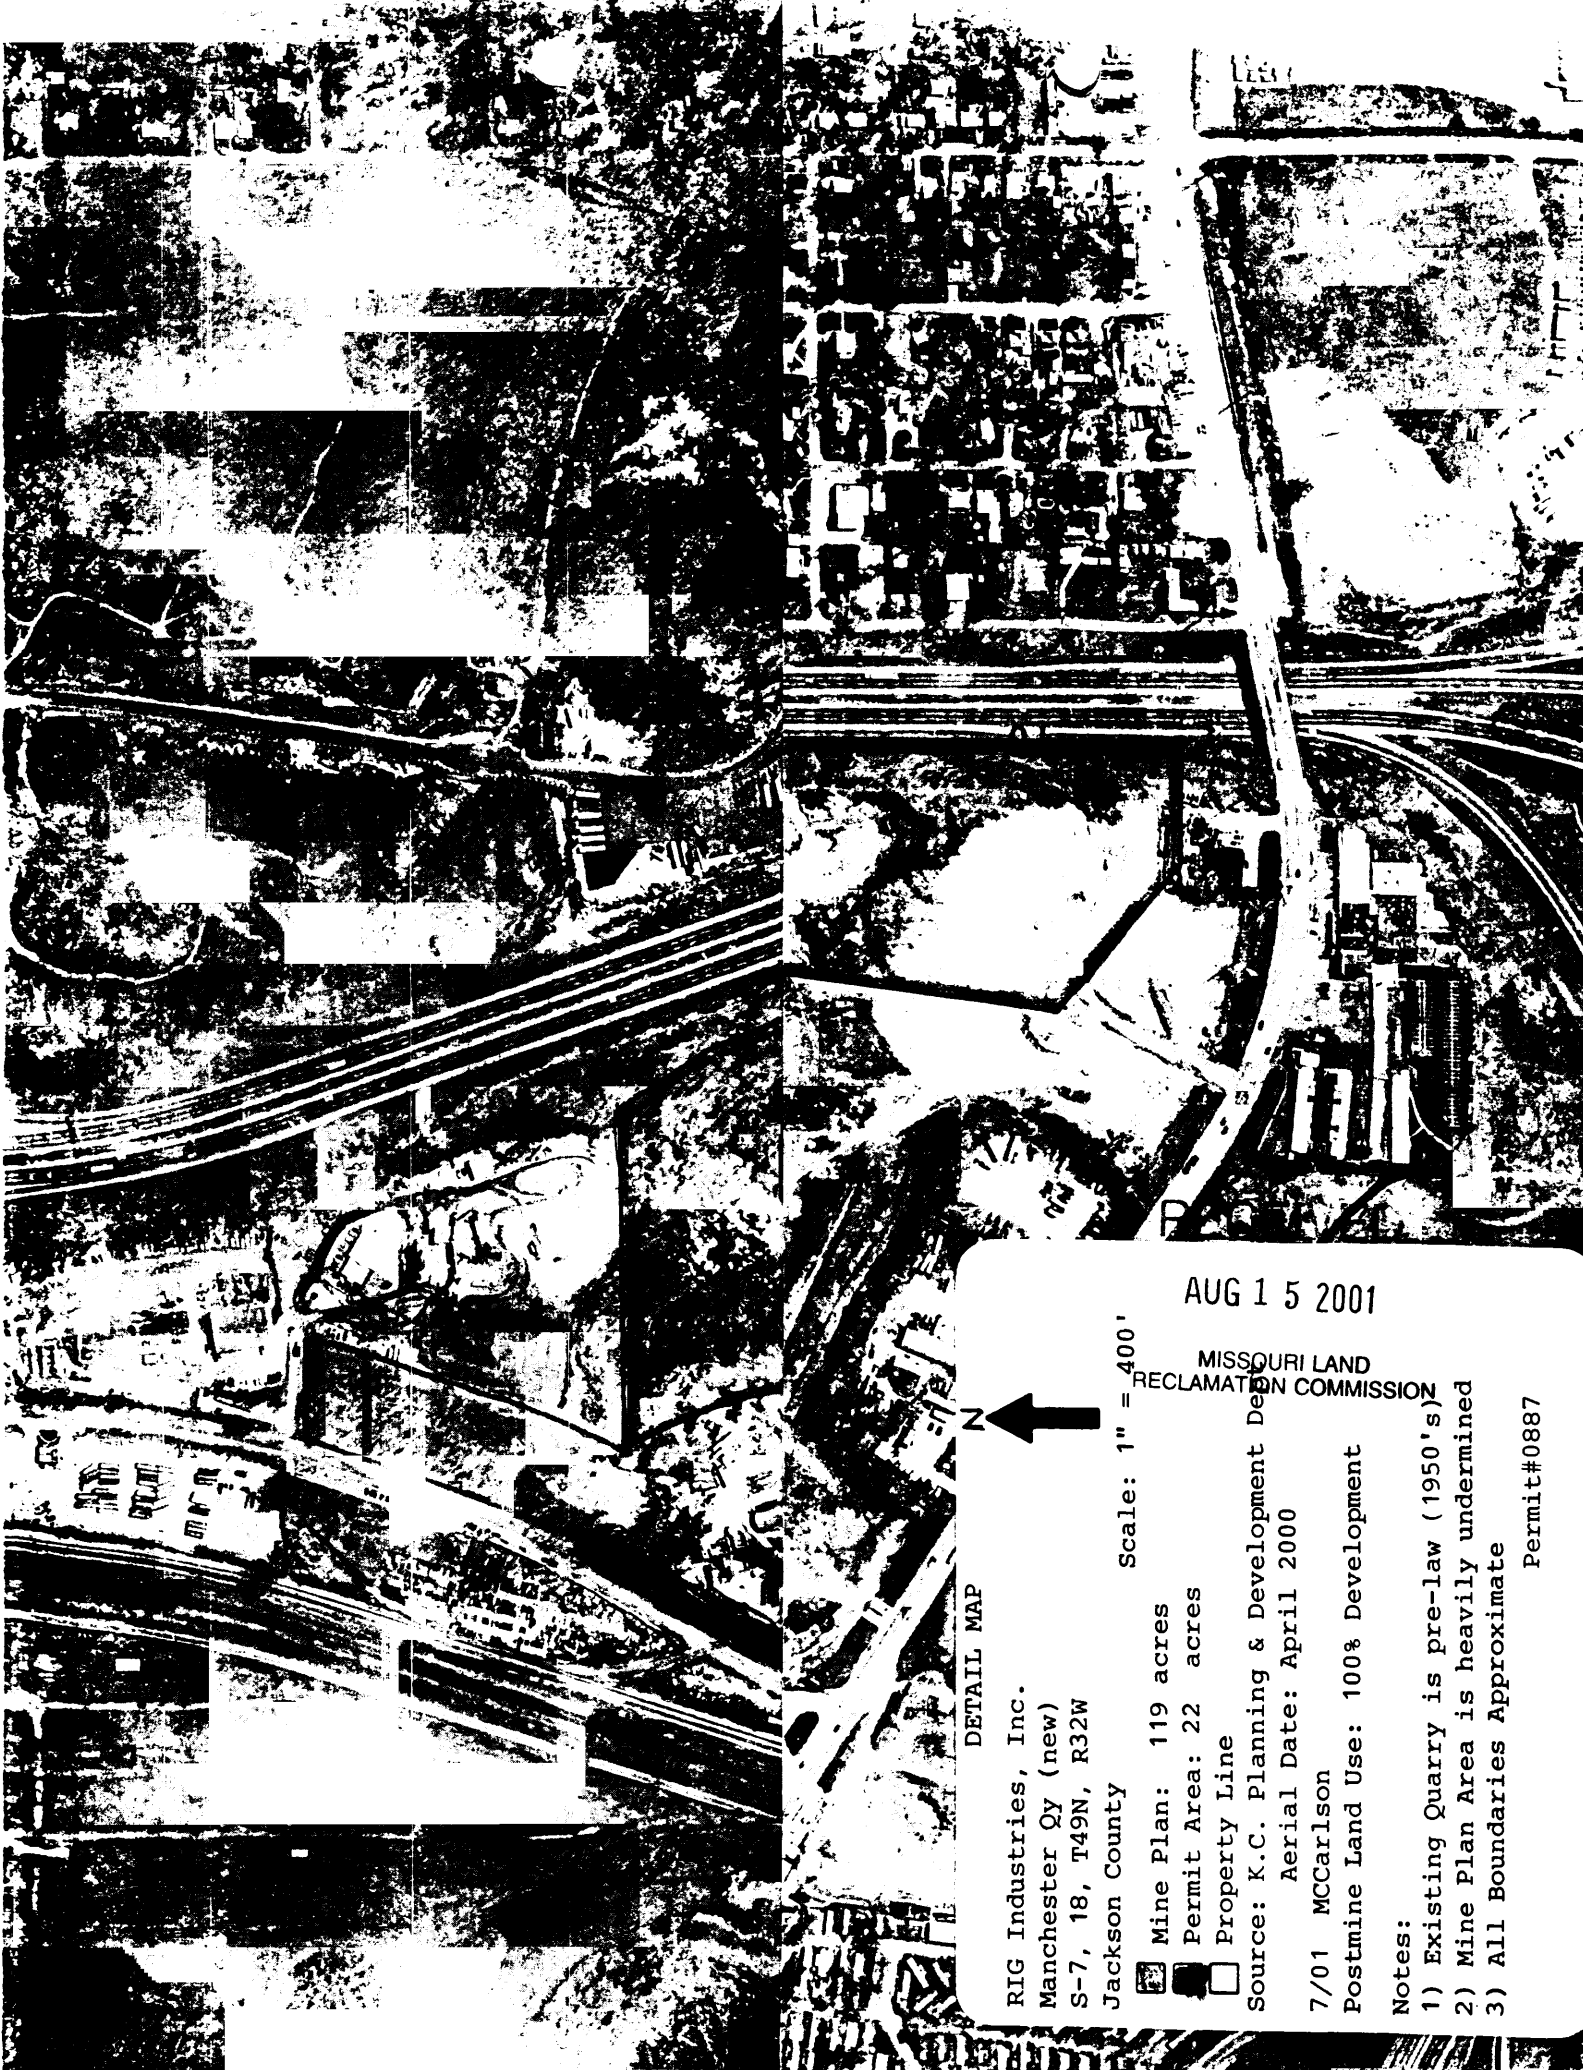 DETAIL MAP
RIG Industries, Inc.
Manchester Qy (new)
S-7, 18, T49N, R32W
Jackson County
N
Scale: 1" = 400'
Mine Plan: 119 acres
Permit Area: 22 acres
Property Line
Source: K.C. Planning & Development
Aerial Date: April 2000
7/01 MCCarlson
Postmine Land Use: 100% Development
Notes:
1) Existing Quarry is pre-law (1950's)
2) Mine Plan Area is heavily undermined
3) All Boundaries Approximate
Permit#0887
AUG 15 2001
MISSOURI LAND
RECLAMATION COMMISSION